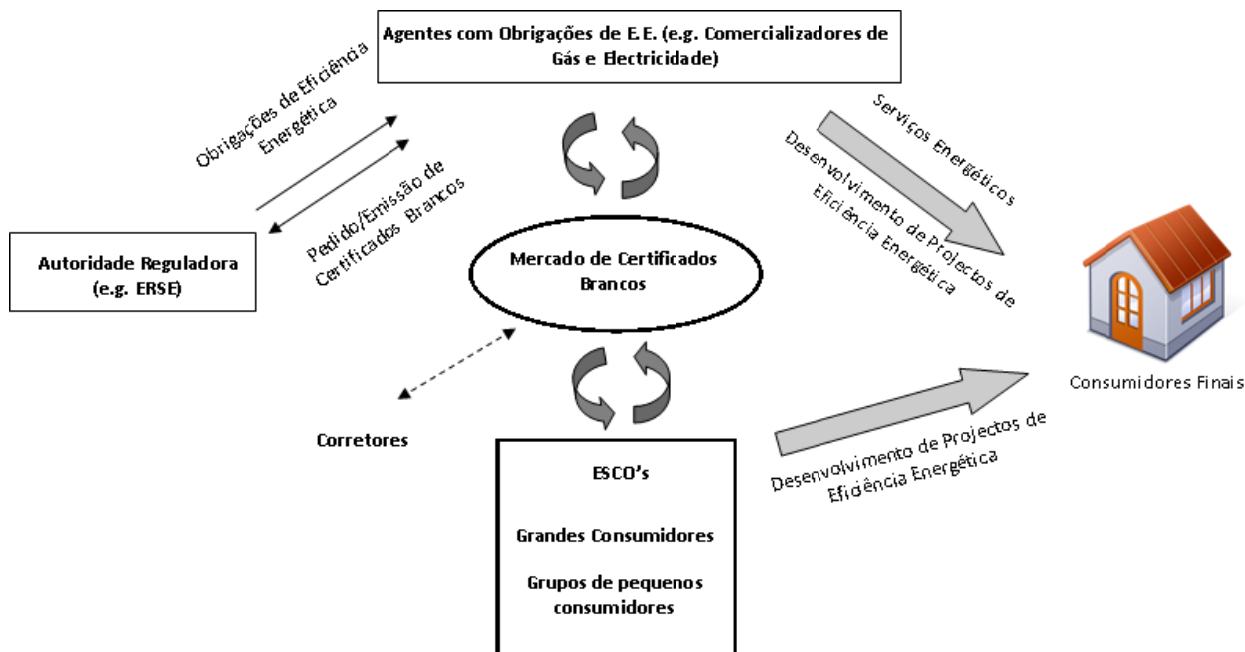 Agentes com Obrigações de E.E. (e.g. Comercializadores de
Gás e Electricidade)
Obrigações de Eficiência
Energética
Pedido/Emissão de
Certificados Brancos
Serviços Energéticos
Desenvolvimento de Projectos de
Eficiência Energética
Autoridade Reguladora
(e.g. ERSE)
Mercado de Certificados
Brancos
Consumidores Finais
Corretores
Desenvolvimento de Projectos de
Eficiência Energética
ESCO's
Grandes Consumidores
Grupos de pequenos
consumidores